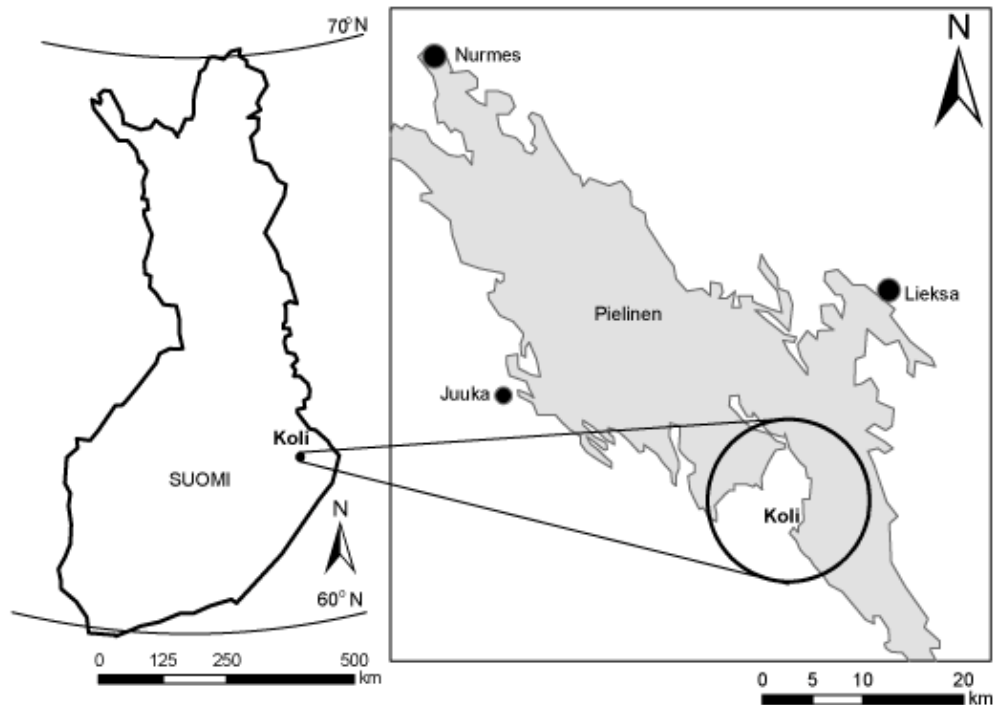 70°N
Koli
SUOMI
N
60°N
0 125 250 500
km
Nurmes
N
Lieksa
Pielinen
Juuka
Koli
0 5 10 20
km